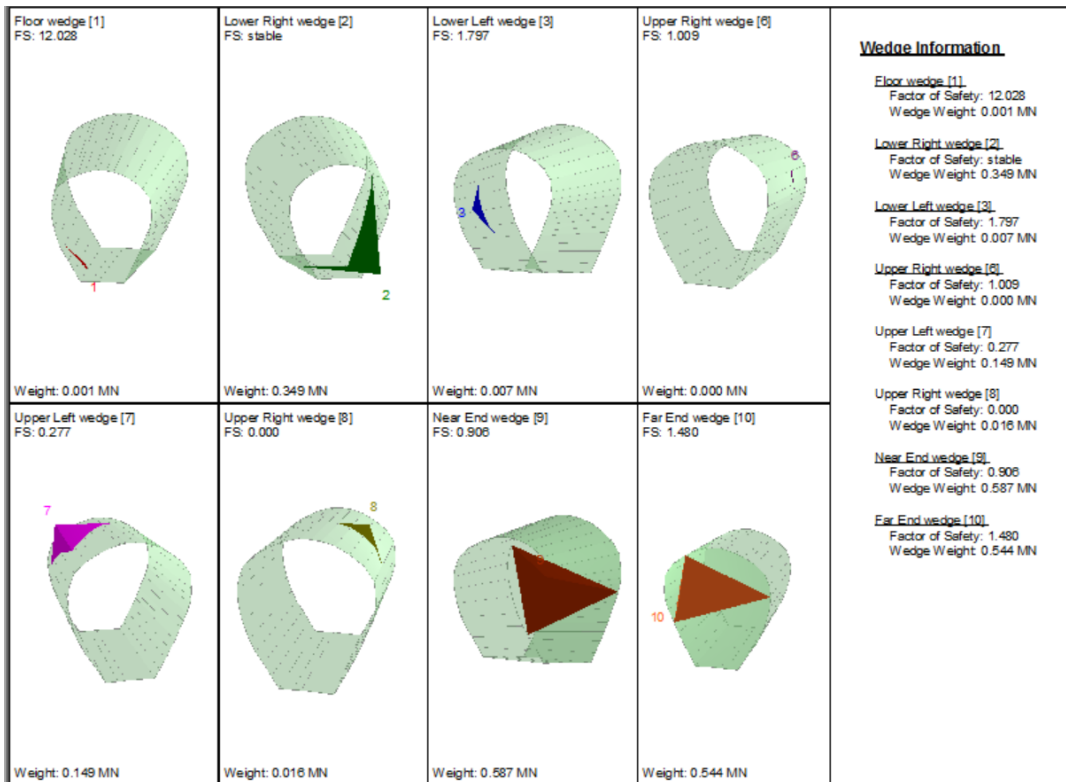 Floor wedge [1]
FS: 12.028
1
Weight: 0.001 MN
Lower Right wedge [2]
FS: stable
2
Weight: 0.349 MN
Lower Left wedge [3]
FS: 1.797
3
Weight: 0.007 MN
Upper Right wedge [6]
FS: 1.009
6
Weight: 0.000 MN
Upper Left wedge [7]
FS: 0.277
7
Weight: 0.149 MN
Upper Right wedge [8]
FS: 0.000
8
Weight: 0.016 MN
Near End wedge [9]
FS: 0.906
9
Weight: 0.587 MN
Far End wedge [10]
FS: 1.480
10
Weight: 0.544 MN
Wedge Information
Floor wedge [1]
Factor of Safety: 12.028
Wedge Weight: 0.001 MN
Lower Right wedge [2]
Factor of Safety: stable
Wedge Weight: 0.349 MN
Lower Left wedge [3]
Factor of Safety: 1.797
Wedge Weight: 0.007 MN
Upper Right wedge [6]
Factor of Safety: 1.009
Wedge Weight: 0.000 MN
Upper Left wedge [7]
Factor of Safety: 0.277
Wedge Weight: 0.149 MN
Upper Right wedge [8]
Factor of Safety: 0.000
Wedge Weight: 0.016 MN
Near End wedge [9]
Factor of Safety: 0.906
Wedge Weight: 0.587 MN
Far End wedge [10]
Factor of Safety: 1.480
Wedge Weight: 0.544 MN